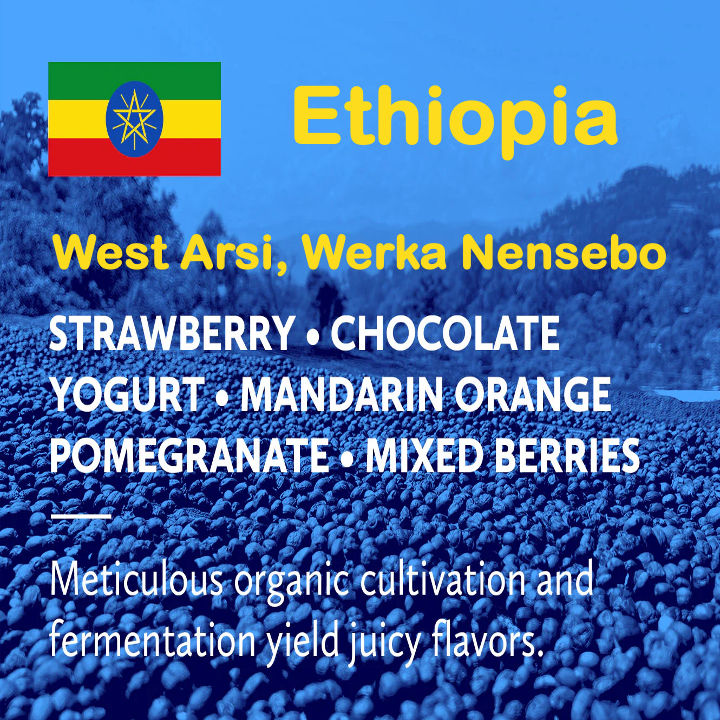 Ethiopia
West Arsi, Werka Nensebo
STRAWBERRY • CHOCOLATE
YOGURT • MANDARIN ORANGE
POMEGRANATE • MIXED BERRIES
Meticulous organic cultivation and
fermentation yield juicy flavors.